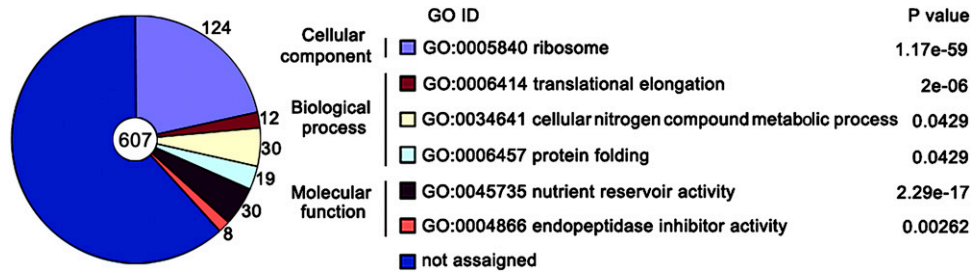 GO ID P value
124
Cellular
component
GO:0005840 ribosome 1.17e-59
GO:0006414 translational elongation 2e-06
Biological
process
12
GO:0034641 cellular nitrogen compound metabolic process 0.0429
607
30
GO:0006457 protein folding 0.0429
19
Molecular
function
GO:0045735 nutrient reservoir activity 2.29e-17
30
GO:0004866 endopeptidase inhibitor activity 0.00262
8
not assaigned